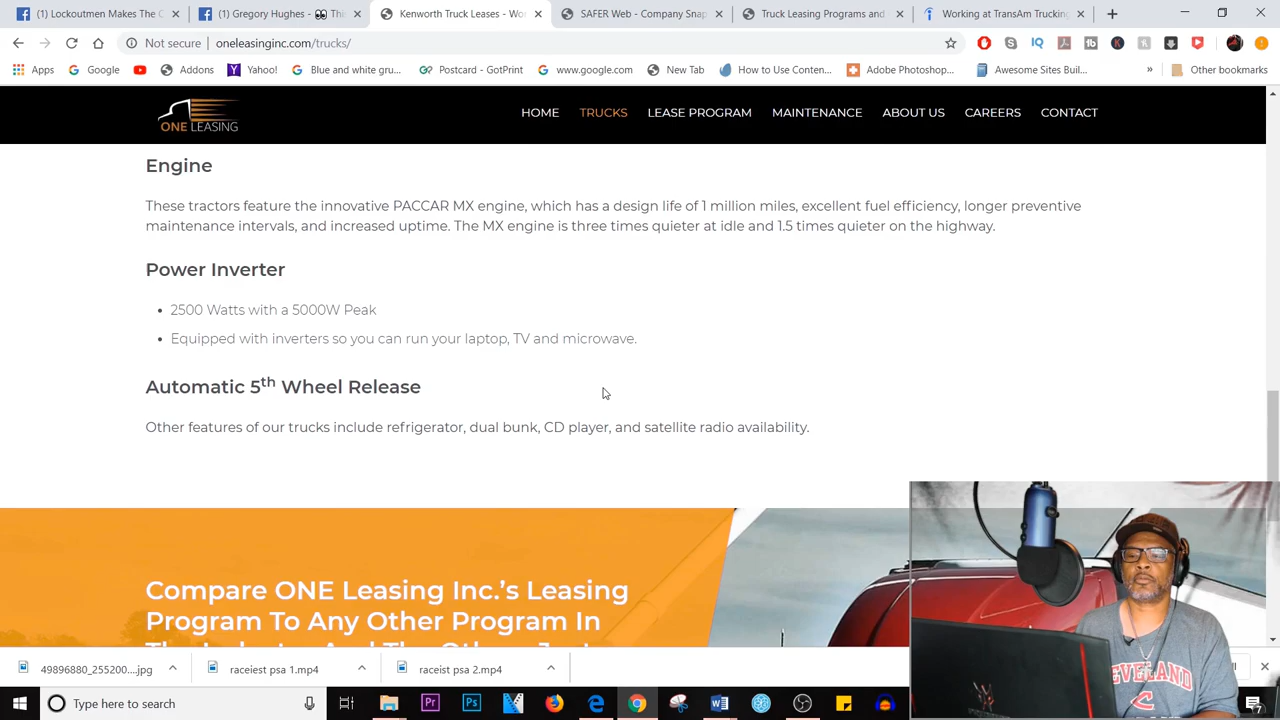 (1) Lockoutmen Makes The C
(1) Gregory Hughes - 👀 Thi
Kenworth Truck Leases - Wor
SAFER Web - Company Snap
Truck Leasing Programs and
Working at TransAm Trucking
Not secure | oneleasinginc.com/trucks/
Apps
Google
Addons
Yahoo!
Blue and white gru...
Postcard - GotPrint
www.google.com
New Tab
How to Use Conten...
Adobe Photoshop...
Awesome Sites Buil...
»
Other bookmarks
ONE LEASING
HOME
TRUCKS
LEASE PROGRAM
MAINTENANCE
ABOUT US
CAREERS
CONTACT
Engine
These tractors feature the innovative PACCAR MX engine, which has a design life of 1 million miles, excellent fuel efficiency, longer preventive
maintenance intervals, and increased uptime. The MX engine is three times quieter at idle and 1.5 times quieter on the highway.
Power Inverter
• 2500 Watts with a 5000W Peak
• Equipped with inverters so you can run your laptop, TV and microwave.
Automatic 5th Wheel Release
Other features of our trucks include refrigerator, dual bunk, CD player, and satellite radio availability.
Compare ONE Leasing Inc.'s Leasing
Program To Any Other Program In
49896880_255200....jpg
raceiest psa 1.mp4
raceist psa 2.mp4
CLEVELAND
Type here to search